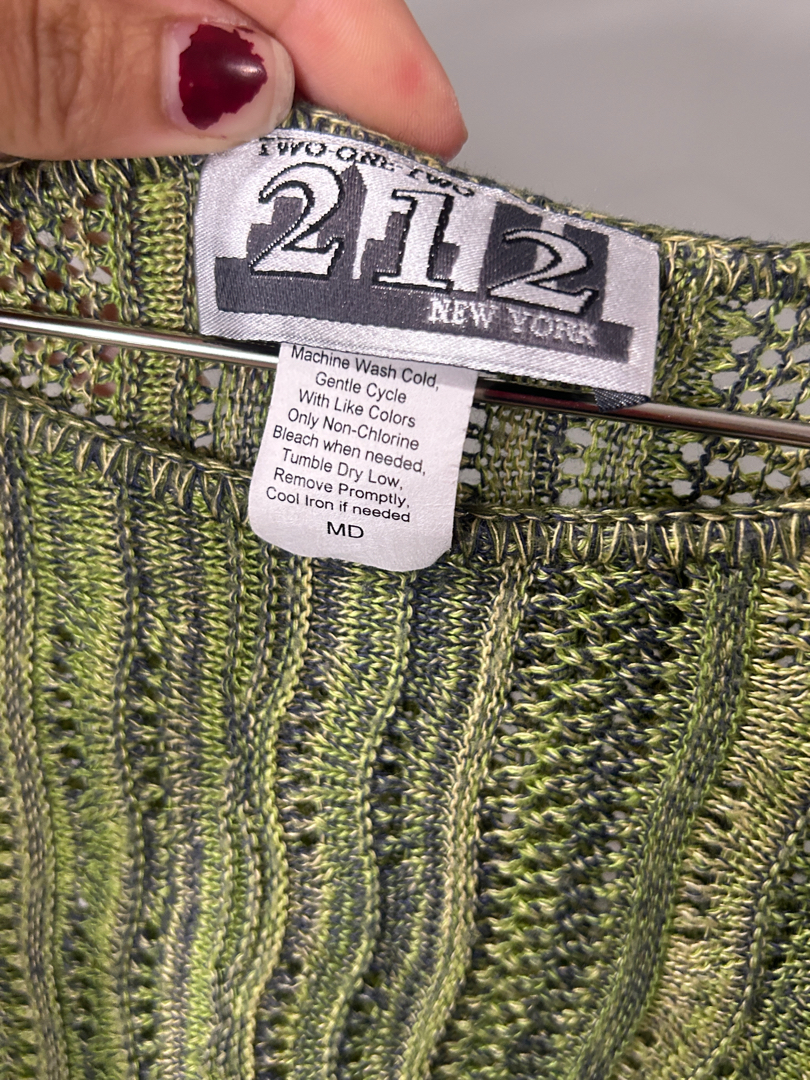 TWO-ONE-TWO
212
NEW YORK
Machine Wash Cold,
Gentle Cycle
With Like Colors
Only Non-Chlorine
Bleach when needed,
Tumble Dry Low,
Remove Promptly,
Cool Iron if needed
MD